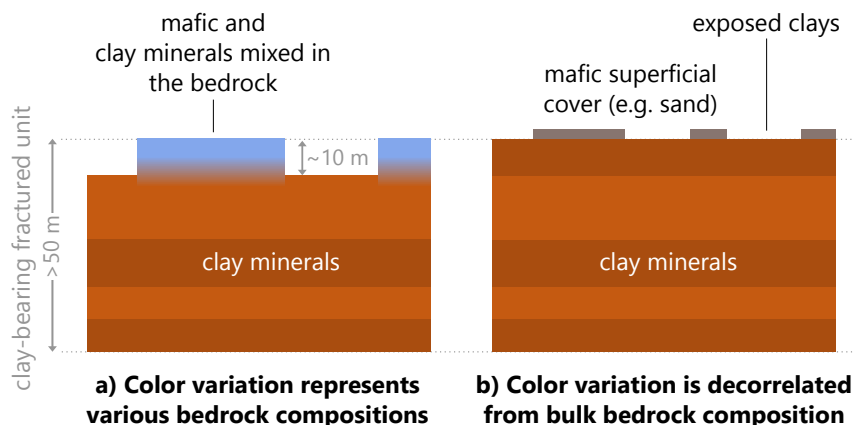 mafic and
clay minerals mixed in
the bedrock
clay-bearing fractured unit
>50 m
~10 m
clay minerals
a) Color variation represents
various bedrock compositions
exposed clays
mafic superficial
cover (e.g. sand)
clay minerals
b) Color variation is decorrelated
from bulk bedrock composition